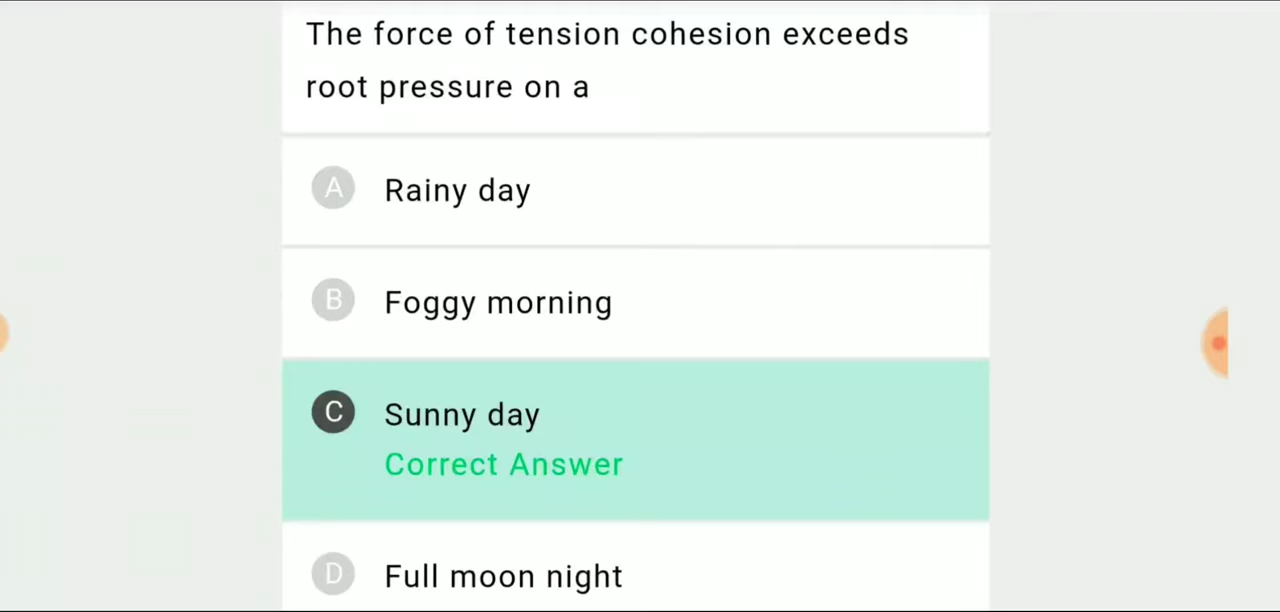 The force of tension cohesion exceeds
root pressure on a
A Rainy day
B Foggy morning
C Sunny day
Correct Answer
D Full moon night